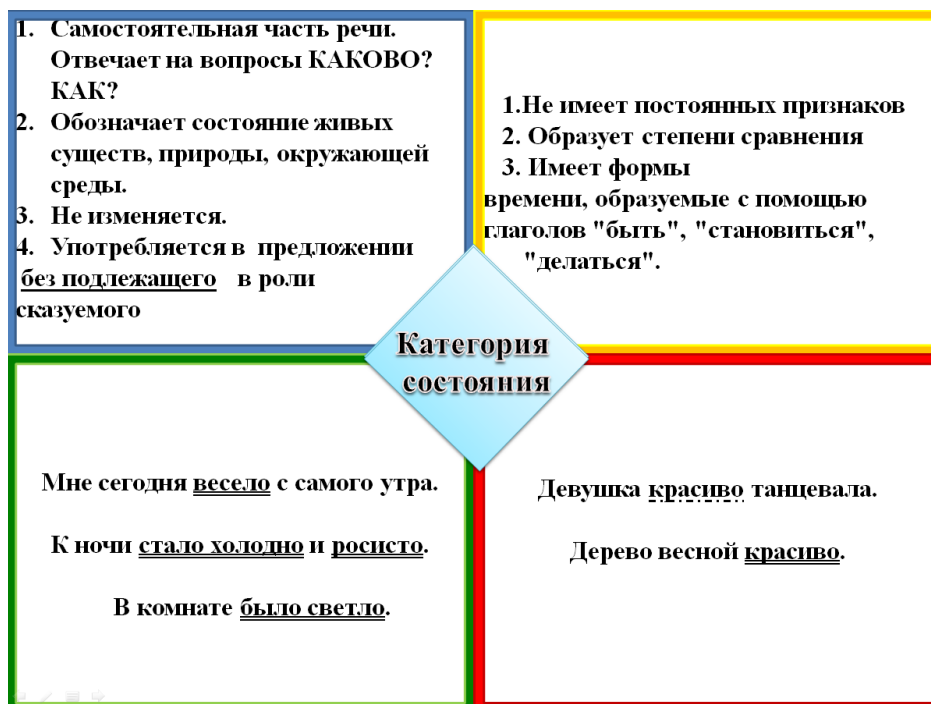 1. Самостоятельная часть речи.
Отвечает на вопросы КАКОВО?
КАК?
2. Обозначает состояние живых
существ, природы, окружающей
среды.
3. Не изменяется.
4. Употребляется в предложении
без подлежащего в роли
сказуемого
1.Не имеет постоянных признаков
2. Образует степени сравнения
3. Имеет формы
времени, образуемые с помощью
глаголов "быть", "становиться",
"делаться".
Категория
состояния
Мне сегодня весело с самого утра.
К ночи стало холодно и росисто.
В комнате было светло.
Девушка красиво танцевала.
Дерево весной красиво.